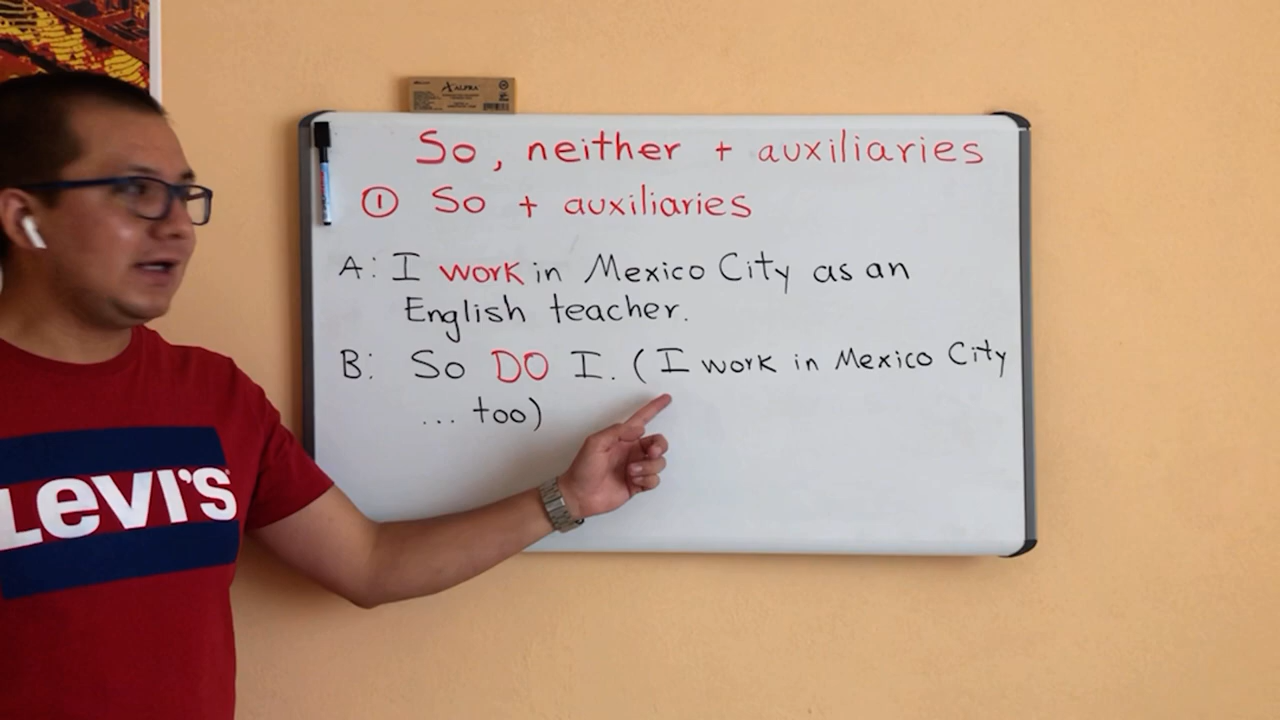 ALPRA
So, neither + auxiliaries
① So + auxiliaries
A: I work in Mexico City as an
English teacher.
B: So DO I. (I work in Mexico City
... too)
LEVI'S